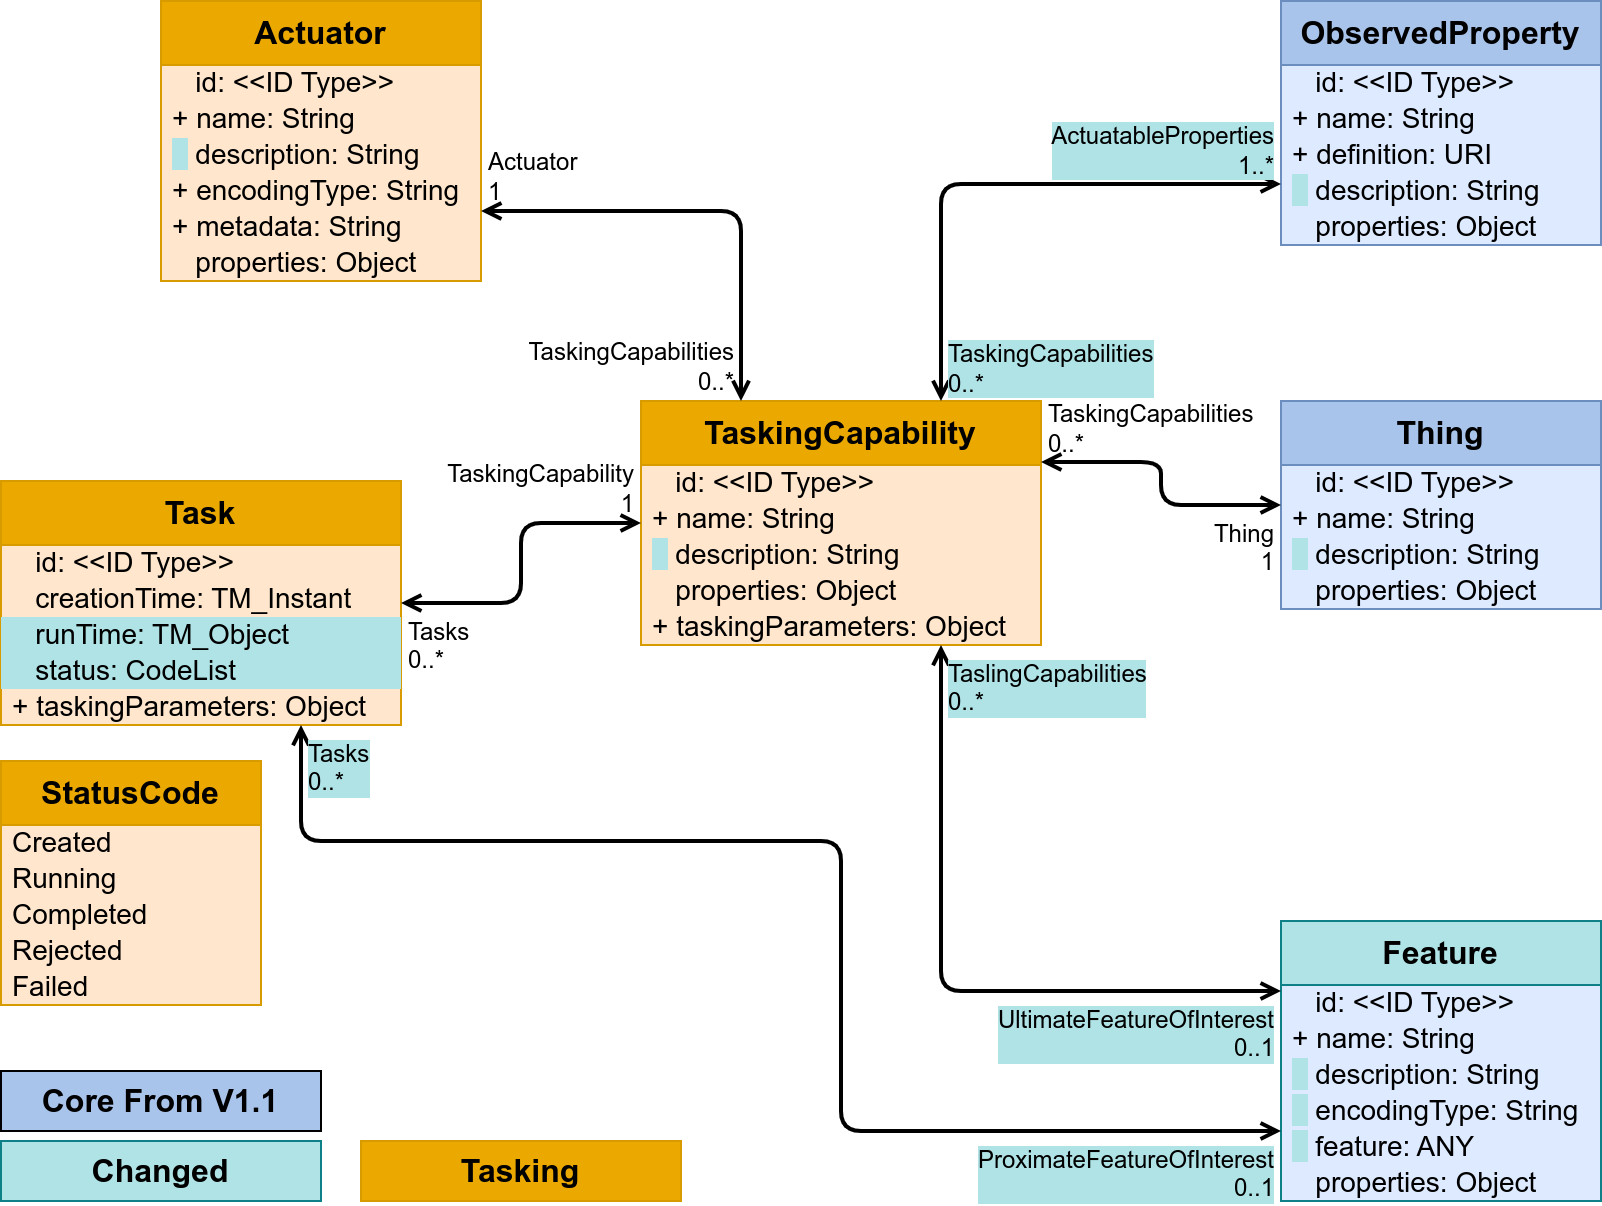 Actuator
id: <<ID Type>>
+ name: String
description: String
+ encodingType: String
+ metadata: String
properties: Object
Actuator
1
TaskingCapabilities
0..*
ObservedProperty
id: <<ID Type>>
+ name: String
+ definition: URI
description: String
properties: Object
ActuatableProperties
1..*
TaskingCapabilities
0..*
TaskingCapability
id: <<ID Type>>
+ name: String
description: String
properties: Object
+ taskingParameters: Object
TaskingCapabilities
0..*
Thing
1
Thing
id: <<ID Type>>
+ name: String
description: String
properties: Object
TaskingCapability
1
Tasks
0..*
Task
id: <<ID Type>>
creationTime: TM_Instant
runTime: TM_Object
status: CodeList
+ taskingParameters: Object
Tasks
0..*
TaslingCapabilities
0..*
StatusCode
Created
Running
Completed
Rejected
Failed
UltimateFeatureOfInterest
0..1
ProximateFeatureOfInterest
0..1
Feature
id: <<ID Type>>
+ name: String
description: String
encodingType: String
feature: ANY
properties: Object
Core From V1.1
Changed
Tasking